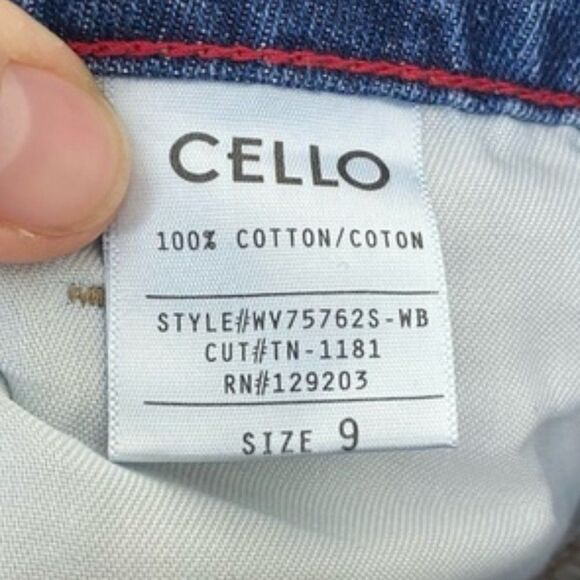 CELLO
100% COTTON/COTON
STYLE#WV75762S-WB
CUT#TN-1181
RN#129203
SIZE 9